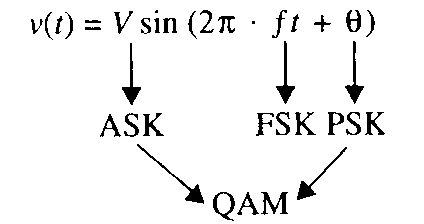 v(t) = V sin (2π · ft + θ)
ASK FSK PSK
QAM